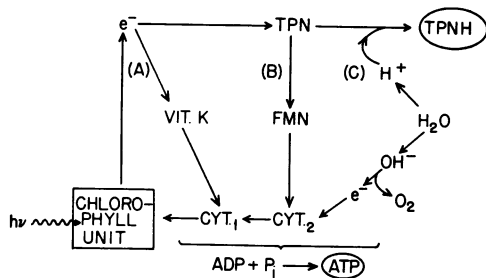 e⁻ TPN TPNH
(A) (B) (C) H⁺
VIT. K FMN H₂O
OH⁻
e⁻ O₂
hν CHLORO-
PHYLL
UNIT
CYT.₁ CYT.₂
ADP + Pᵢ ATP